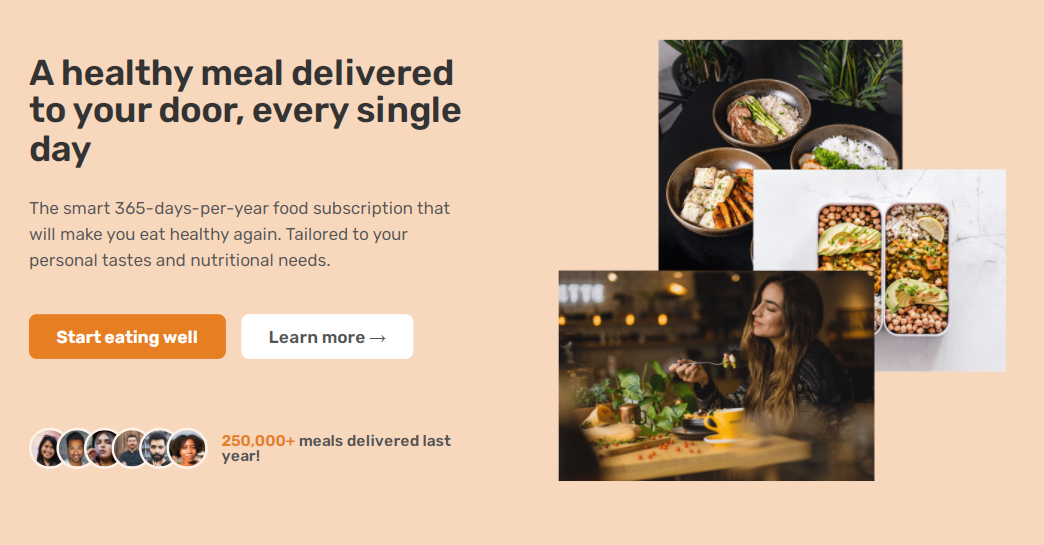 A healthy meal delivered
to your door, every single
day
The smart 365-days-per-year food subscription that
will make you eat healthy again. Tailored to your
personal tastes and nutritional needs.
Start eating well
Learn more →
250,000+ meals delivered last
year!
ETTE